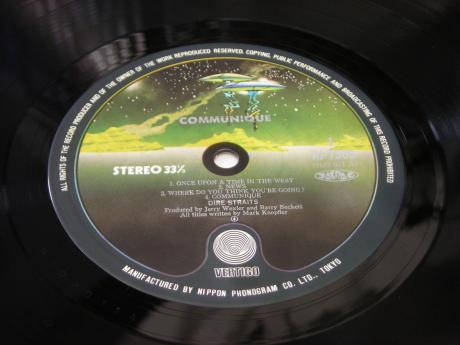 ALL RIGHTS OF THE RECORD PRODUCER AND OF THE OWNER OF THE WORK REPRODUCED RESERVED. COPYING, PUBLIC PERFORMANCE AND BROADCASTING OF THIS RECORD PROHIBITED
COMMUNIQUE
STEREO 33⅓
1. ONCE UPON A TIME IN THE WEST
2. NEWS
3. WHERE DO YOU THINK YOU'RE GOING?
4. COMMUNIQUE
DIRE STRAITS
Produced by Jerry Wexler and Barry Beckett
All titles written by Mark Knopfler
VERTIGO
MANUFACTURED BY NIPPON PHONOGRAM CO. LTD., TOKYO